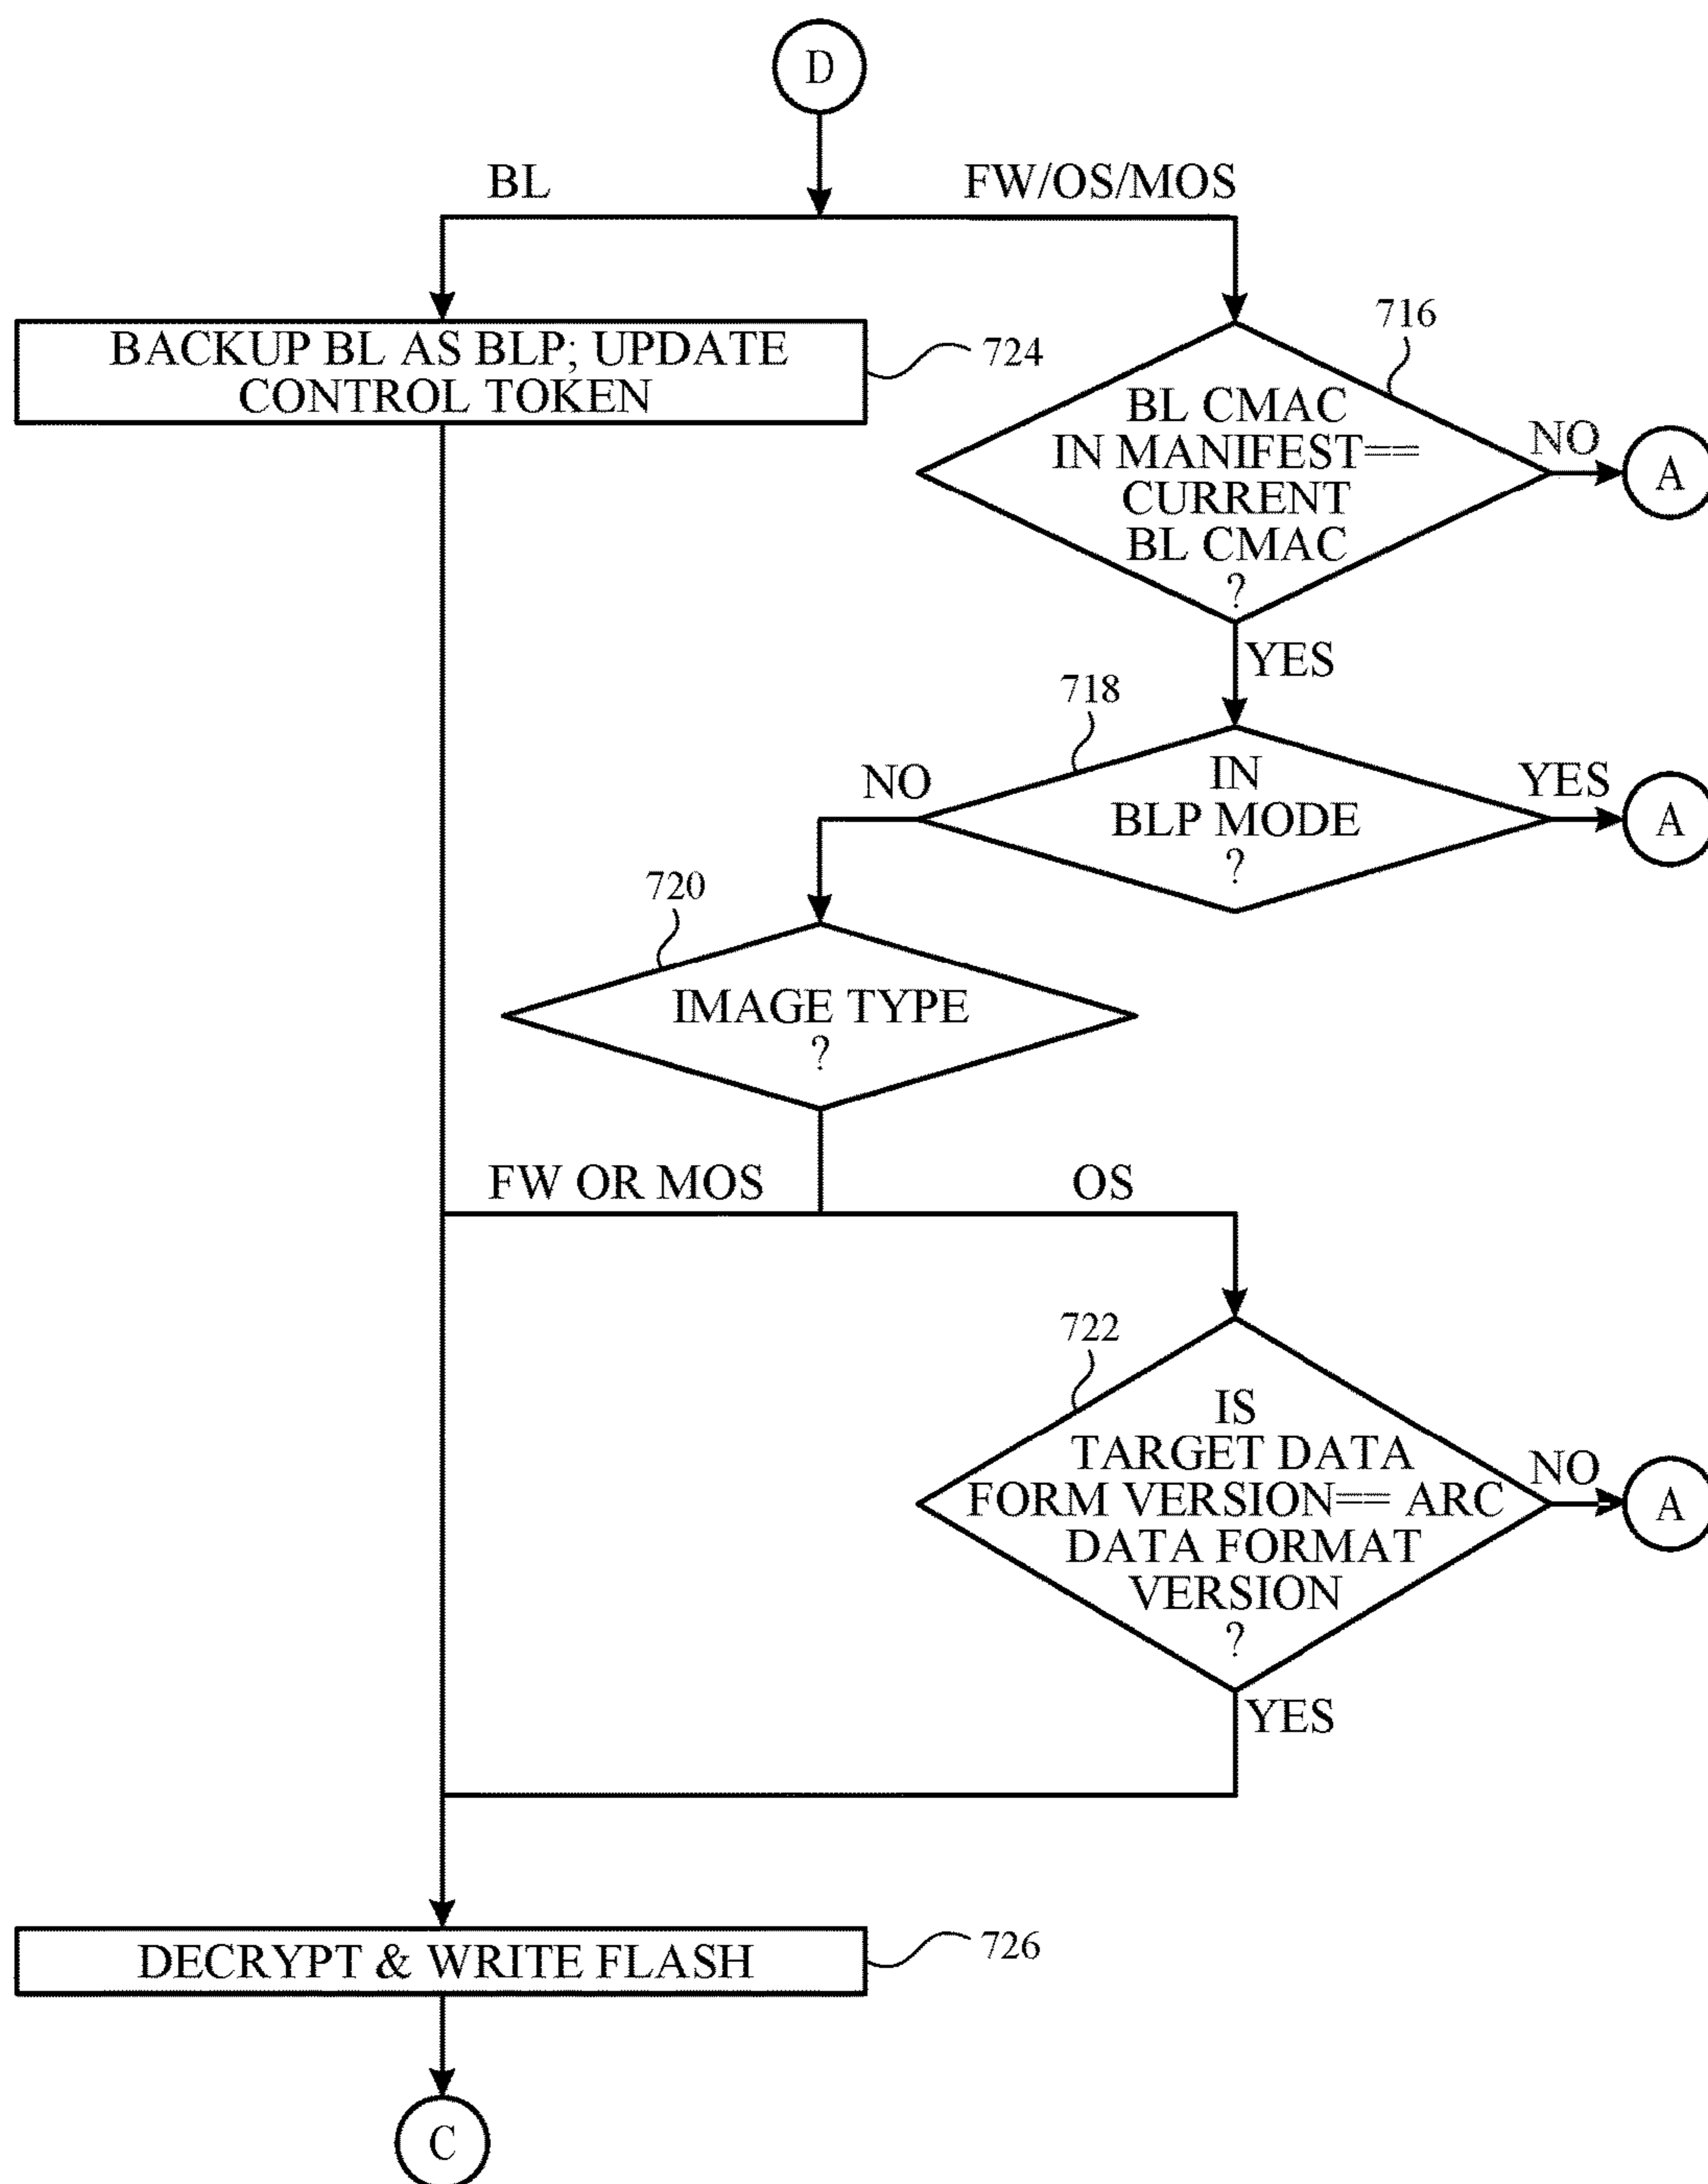 D
BL
FW/OS/MOS
BACKUP BL AS BLP; UPDATE
CONTROL TOKEN
724
716
BL CMAC
IN MANIFEST==
CURRENT
BL CMAC
?
NO
A
YES
718
IN
BLP MODE
?
NO
YES
A
720
IMAGE TYPE
?
FW OR MOS
OS
722
IS
TARGET DATA
FORM VERSION== ARC
DATA FORMAT
VERSION
?
NO
A
YES
DECRYPT & WRITE FLASH
726
C